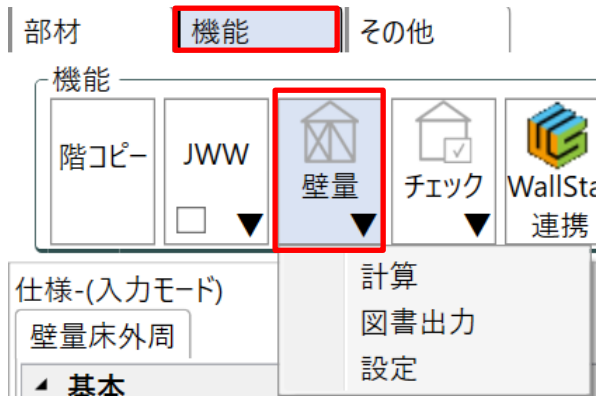 部材 機能 その他
機能
階コピー JWW 壁量 チェック WallSta
連携
計算
図書出力
設定
仕様-(入力モード)
壁量床外周
基本